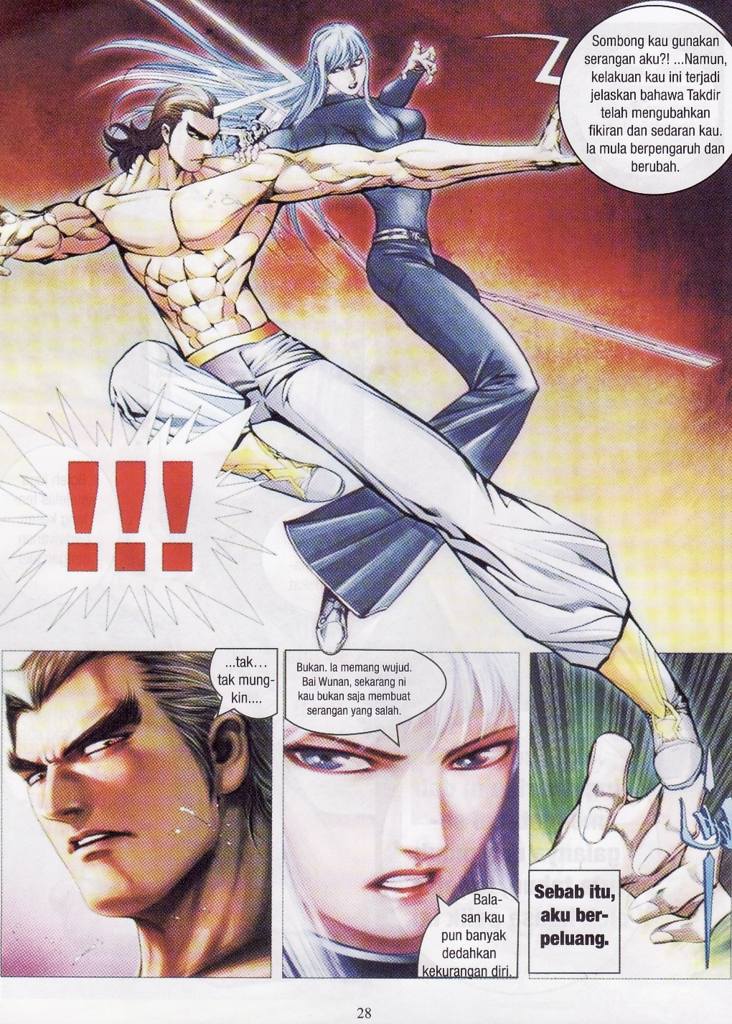 Sombong kau gunakan
serangan aku?! ...Namun,
kelakuan kau ini terjadi
jelaskan bahawa Takdir
telah mengubahkan
fikiran dan sedaran kau.
Ia mula berpengaruh dan
berubah.
!!!
...tak...
tak mung-
kin....
Bukan. Ia memang wujud.
Bai Wunan, sekarang ni
kau bukan saja membuat
serangan yang salah.
Bala-
san kau
pun banyak
dedahkan
kekurangan diri.
Sebab itu,
aku ber-
peluang.
28